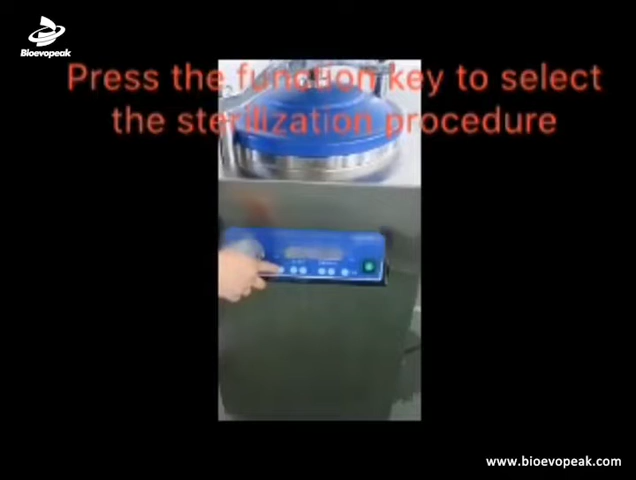 Bioevopeak
Press the function key to select
the sterilization procedure
www.bioevopeak.com